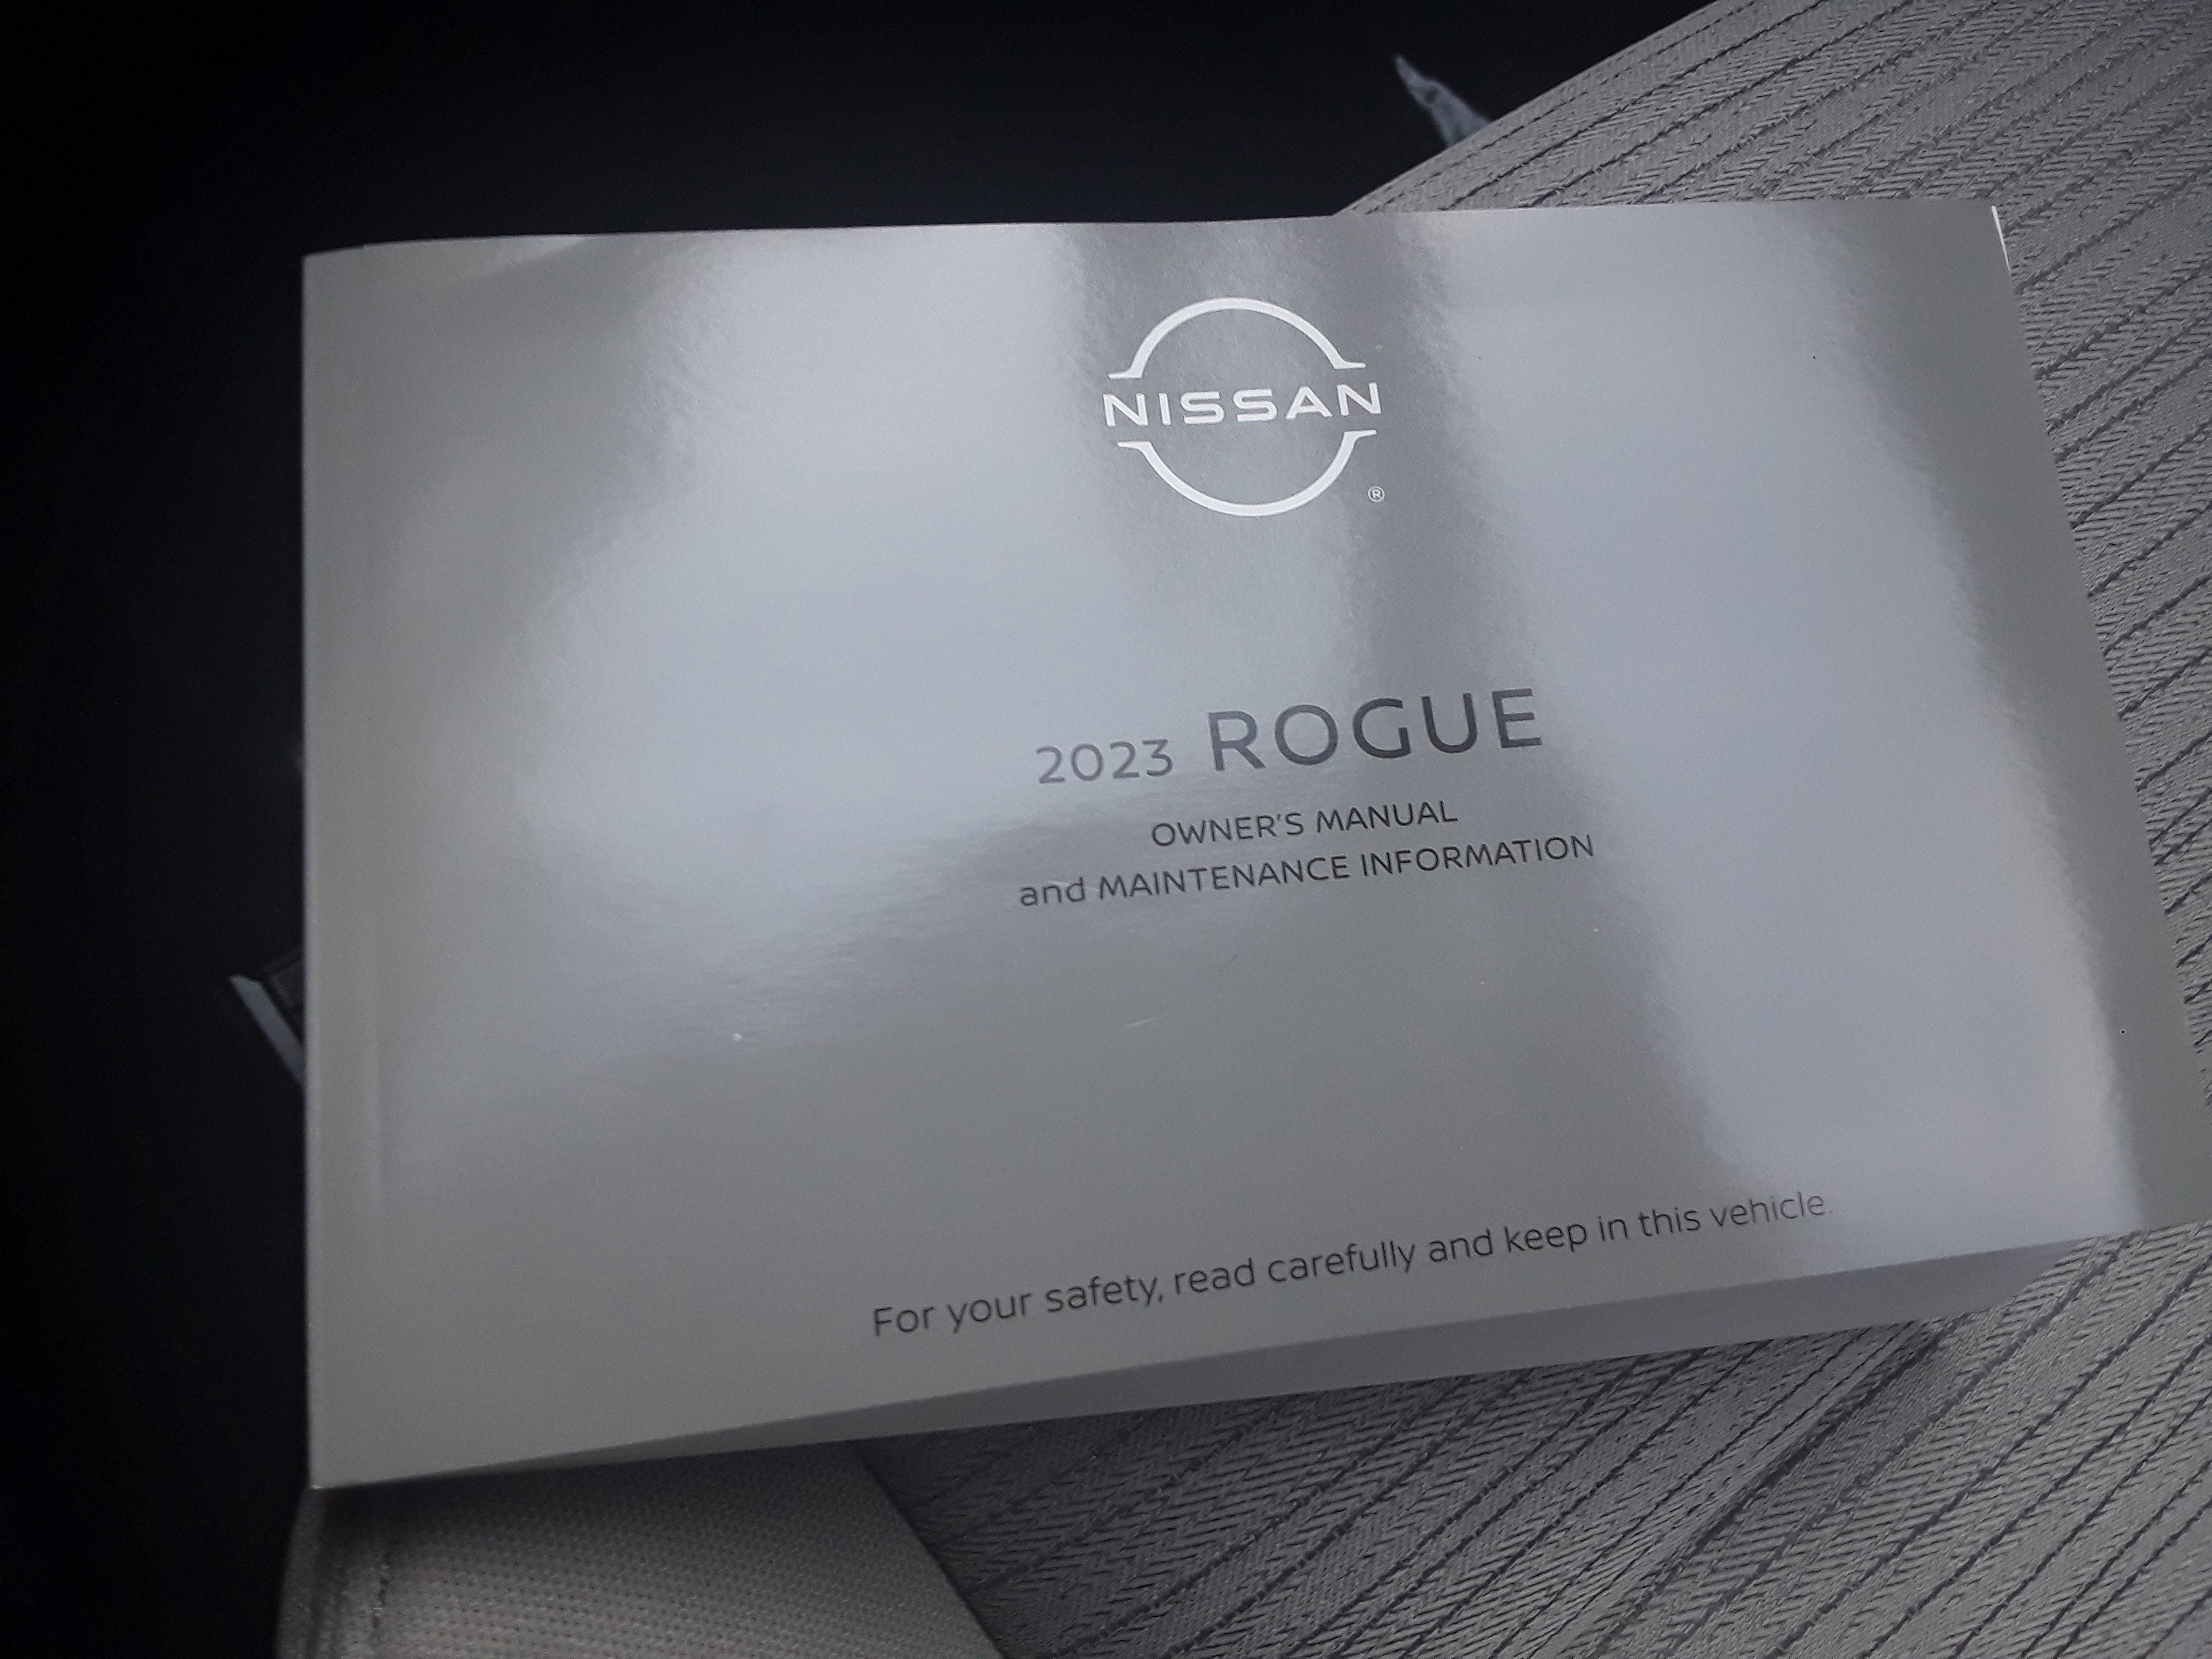 NISSAN
®
2023 ROGUE
OWNER'S MANUAL
and MAINTENANCE INFORMATION
For your safety, read carefully and keep in this vehicle.